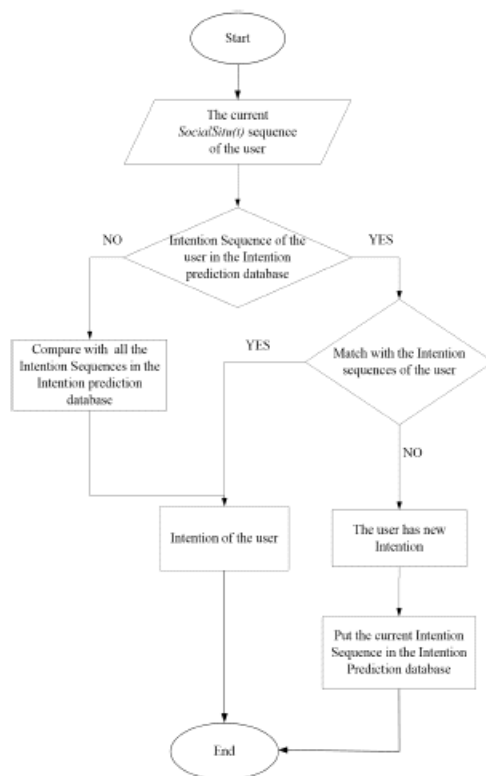 Start
The current
SocialSitu(t) sequence
of the user
NO
Intention Sequence of the
user in the Intention
prediction database
YES
Compare with all the
Intention Sequences in the
Intention prediction
database
YES
Match with the Intention
sequences of the user
NO
Intention of the user
The user has new
Intention
Put the current Intention
Sequence in the Intention
Prediction database
End